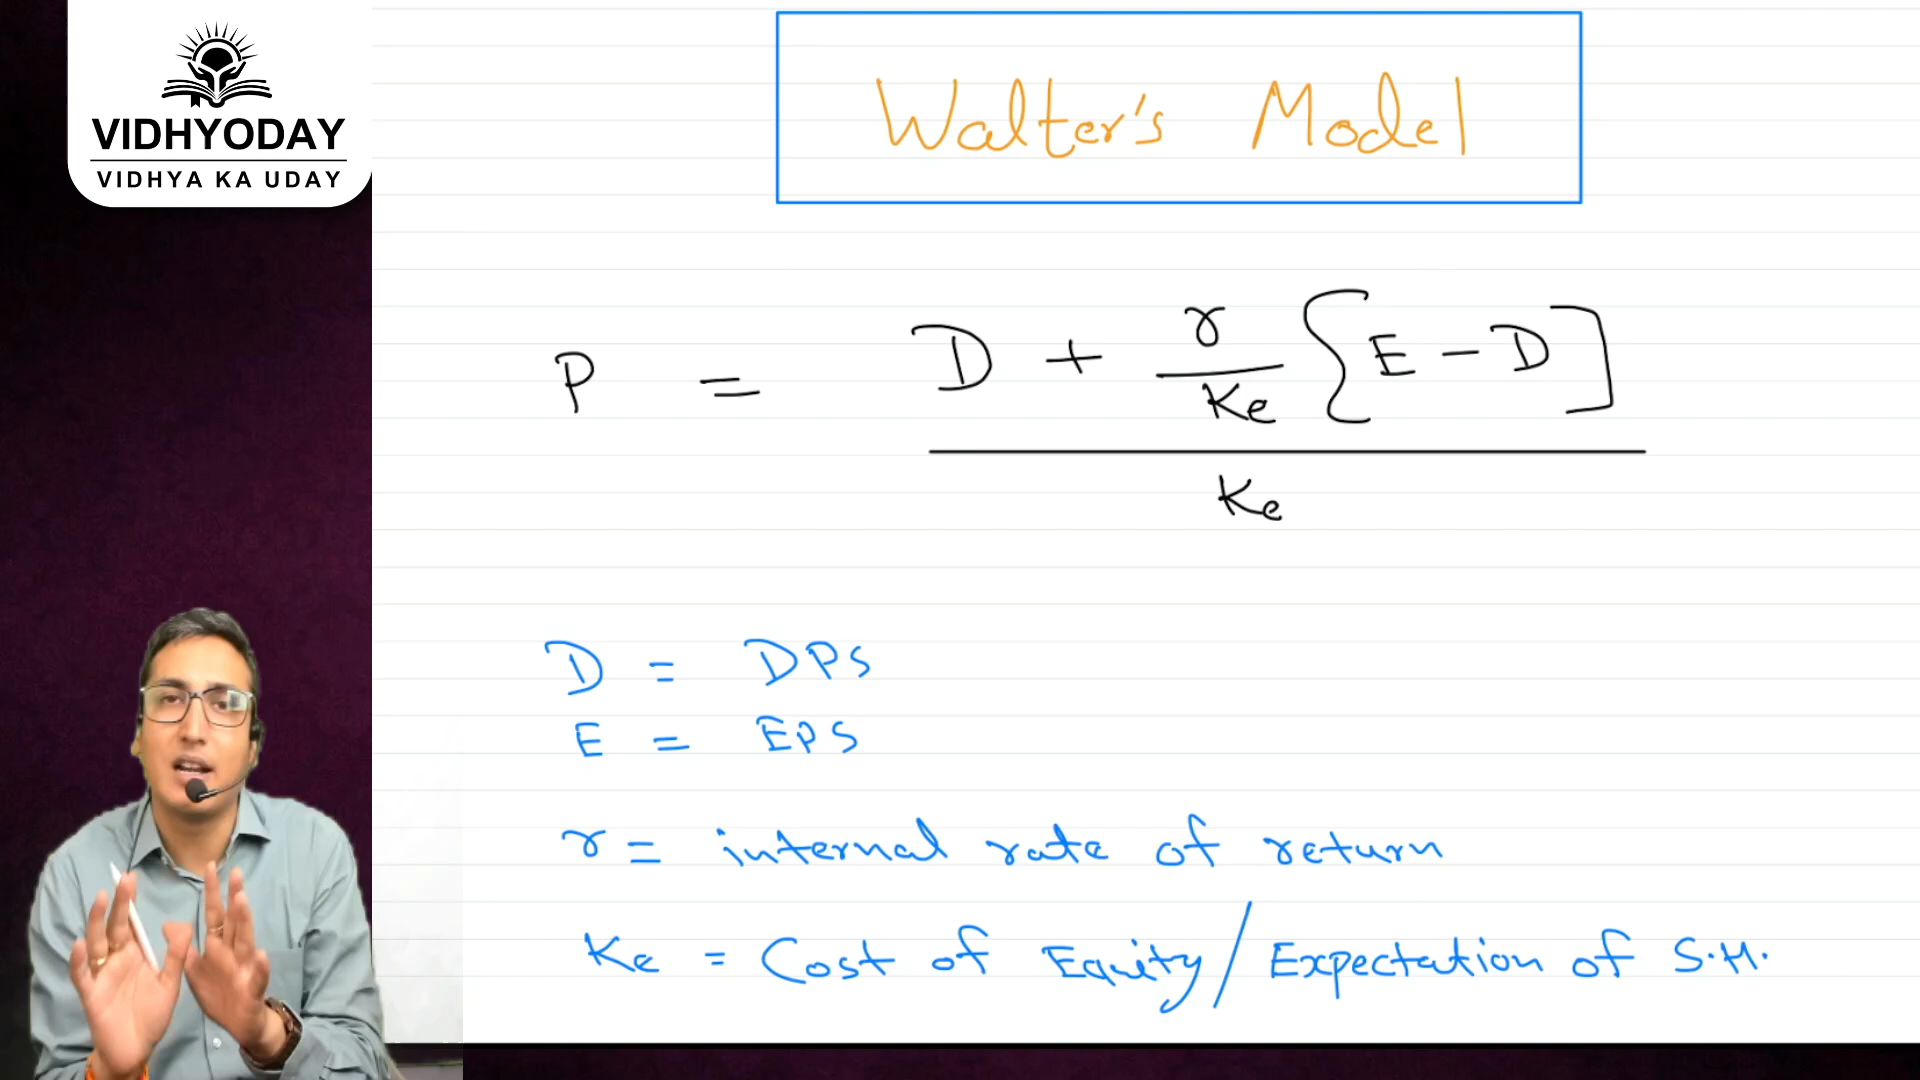 VIDHYODAY
VIDHYA KA UDAY
Walter's Model
P = D + r/Ke [E - D]
Ke
D = DPS
E = EPS
r = internal rate of return
Ke = Cost of Equity/Expectation of S.H.